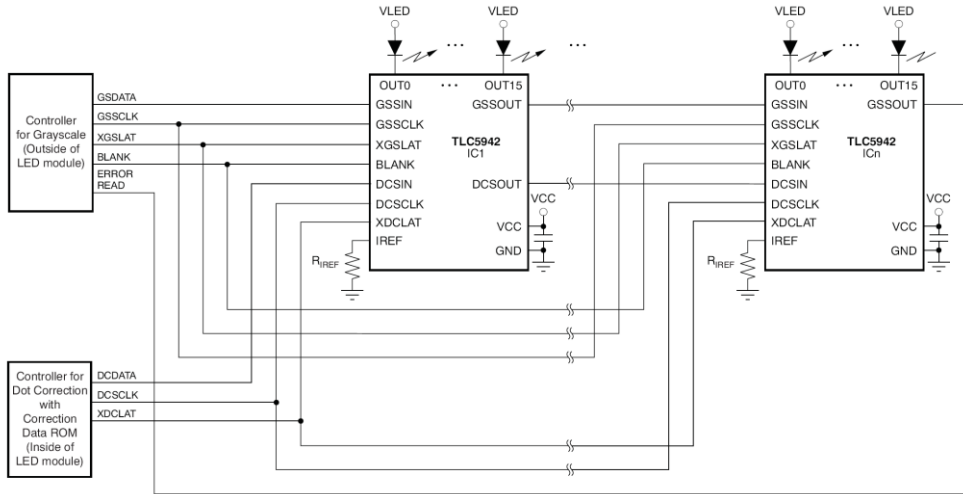 VLED
VLED
VLED
VLED
...
...
...
OUT0 ... OUT15
OUT0 ... OUT15
Controller
for Grayscale
(Outside of
LED module)
GSDATA
GSSCLK
XGSLAT
BLANK
ERROR
READ
GSSIN
GSSCLK
XGSLAT
BLANK
DCSIN
DCSCLK
XDCLAT
IREF
TLC5942
IC1
GSSOUT
DCSOUT
VCC
GND
VCC
RIREF
GSSIN
GSSCLK
XGSLAT
BLANK
DCSIN
DCSCLK
XDCLAT
IREF
TLC5942
ICn
GSSOUT
VCC
GND
VCC
RIREF
Controller for
Dot Correction
with
Correction
Data ROM
(Inside of
LED module)
DCDATA
DCSCLK
XDCLAT